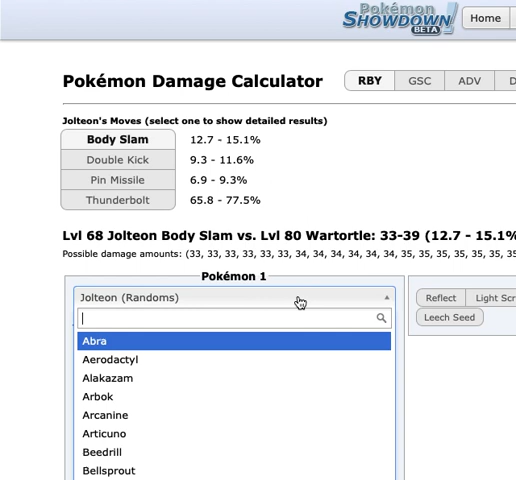 Pokémon
SHOWDOWN!
BETA
Home
Pokémon Damage Calculator
RBY
GSC
ADV
D
Jolteon's Moves (select one to show detailed results)
Body Slam 12.7 - 15.1%
Double Kick 9.3 - 11.6%
Pin Missile 6.9 - 9.3%
Thunderbolt 65.8 - 77.5%
Lvl 68 Jolteon Body Slam vs. Lvl 80 Wartortle: 33-39 (12.7 - 15.1%
Possible damage amounts: (33, 33, 33, 33, 33, 33, 34, 34, 34, 34, 34, 34, 35, 35, 35, 35, 35, 35, 35
Pokémon 1
Jolteon (Randoms)
Reflect
Light Scr
Leech Seed
Abra
Aerodactyl
Alakazam
Arbok
Arcanine
Articuno
Beedrill
Bellsprout